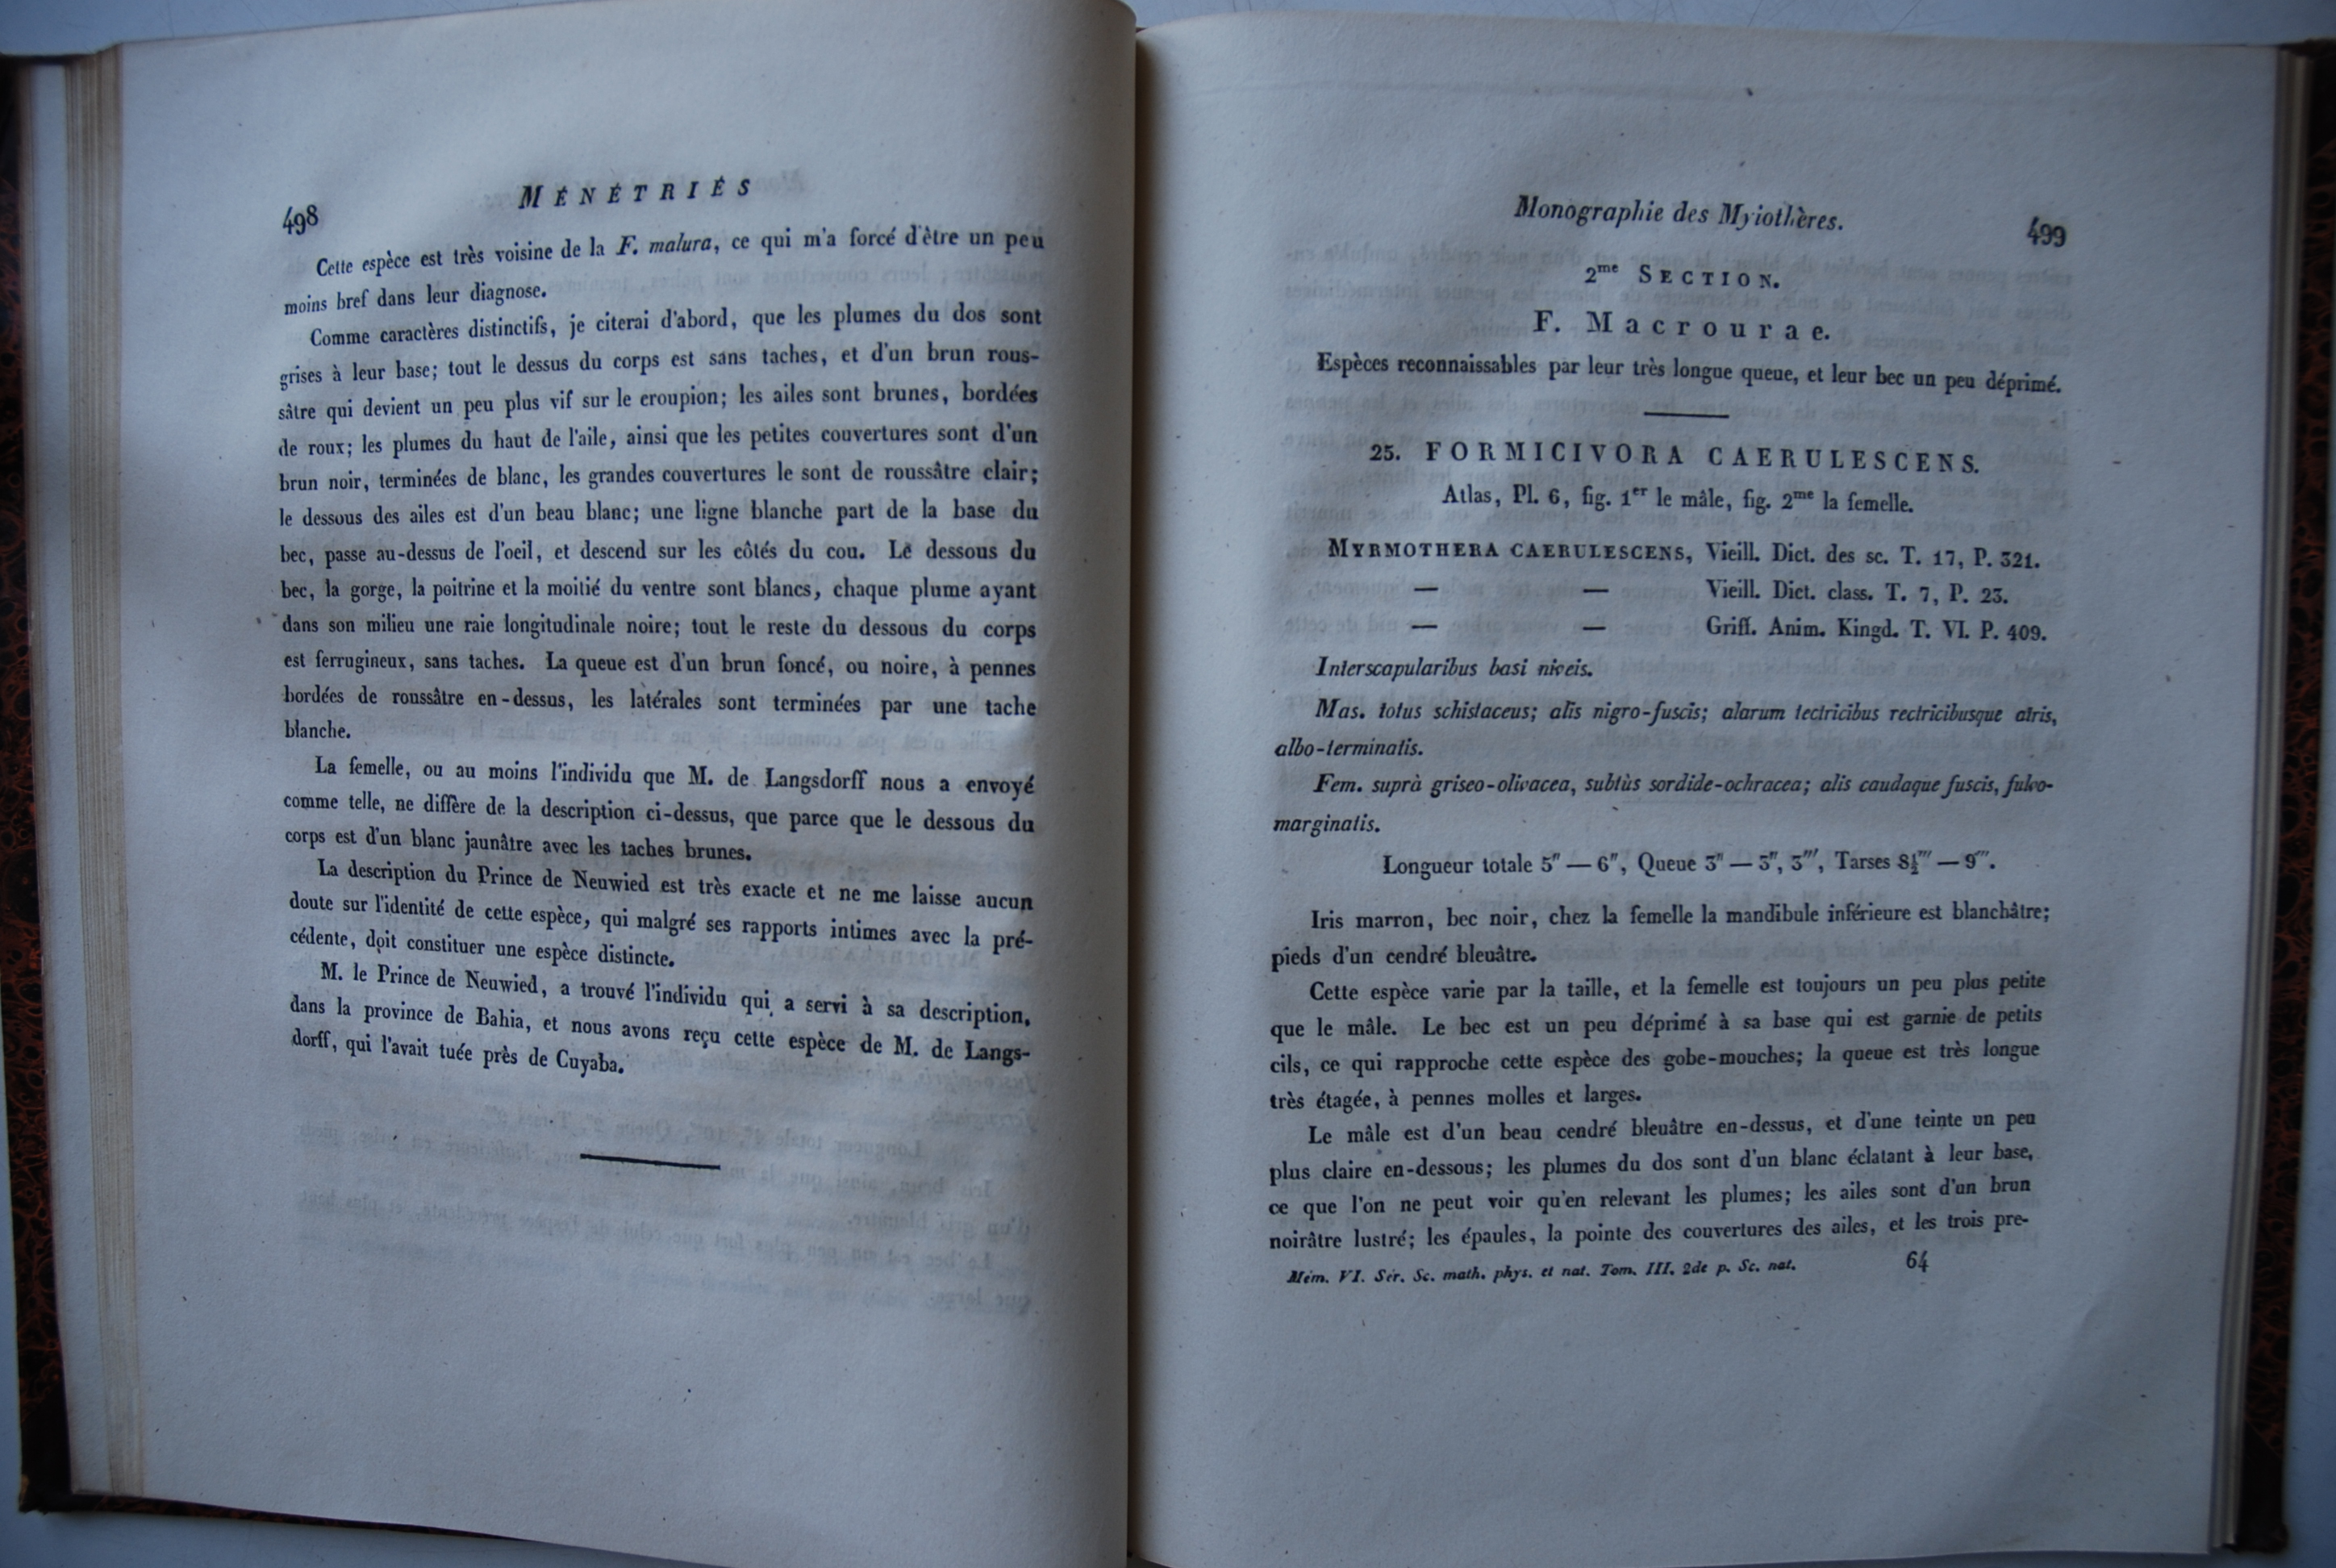 498
MÉNÉTRIÉS
Cette espèce est très voisine de la F. malura, ce qui m'a forcé d'être un peu
moins bref dans leur diagnose.
Comme caractères distinctifs, je citerai d'abord, que les plumes du dos sont
grises à leur base; tout le dessus du corps est sans taches, et d'un brun rous-
sâtre qui devient un peu plus vif sur le croupion; les ailes sont brunes, bordées
de roux; les plumes du haut de l'aile, ainsi que les petites couvertures sont d'un
brun noir, terminées de blanc, les grandes couvertures le sont de roussâtre clair;
le dessous des ailes est d'un beau blanc; une ligne blanche part de la base du
bec, passe au-dessus de l'oeil, et descend sur les côtés du cou. Le dessous du
bec, la gorge, la poitrine et la moitié du ventre sont blancs, chaque plume ayant
dans son milieu une raie longitudinale noire; tout le reste du dessous du corps
est ferrugineux, sans taches. La queue est d'un brun foncé, ou noire, à pennes
bordées de roussâtre en-dessus, les latérales sont terminées par une tache
blanche.
La femelle, ou au moins l'individu que M. de Langsdorff nous a envoyé
comme telle, ne diffère de la description ci-dessus, que parce que le dessous du
corps est d'un blanc jaunâtre avec les taches brunes.
La description du Prince de Neuwied est très exacte et ne me laisse aucun
doute sur l'identité de cette espèce, qui malgré ses rapports intimes avec la pré-
cédente, doit constituer une espèce distincte.
M. le Prince de Neuwied, a trouvé l'individu qui a servi à sa description,
dans la province de Bahia, et nous avons reçu cette espèce de M. de Langs-
dorff, qui l'avait tuée près de Cuyaba.
Monographie des Myiothères.
499
2me SECTION.
F. Macrourae.
Espèces reconnaissables par leur très longue queue, et leur bec un peu déprimé.
25. FORMICIVORA CAERULESCENS.
Atlas, Pl. 6, fig. 1er le mâle, fig. 2me la femelle.
MYRMOTHERA CAERULESCENS, Vieill. Dict. des sc. T. 17, P. 321.
— — Vieill. Dict. class. T. 7, P. 23.
— — Griff. Anim. Kingd. T. VI. P. 409.
Interscapularibus basi niveis.
Mas. totus schistaceus; alis nigro-fuscis; alarum tectricibus rectricibusque atris,
albo-terminatis.
Fem. suprà griseo-olivacea, subtùs sordide-ochracea; alis caudaque fuscis, fulvo-
marginatis.
Longueur totale 5″ — 6″, Queue 3″ — 3″, 3‴, Tarses 8½‴ — 9‴.
Iris marron, bec noir, chez la femelle la mandibule inférieure est blanchâtre;
pieds d'un cendré bleuâtre.
Cette espèce varie par la taille, et la femelle est toujours un peu plus petite
que le mâle. Le bec est un peu déprimé à sa base qui est garnie de petits
cils, ce qui rapproche cette espèce des gobe-mouches; la queue est très longue
très étagée, à pennes molles et larges.
Le mâle est d'un beau cendré bleuâtre en-dessus, et d'une teinte un peu
plus claire en-dessous; les plumes du dos sont d'un blanc éclatant à leur base,
ce que l'on ne peut voir qu'en relevant les plumes; les ailes sont d'un brun
noirâtre lustré; les épaules, la pointe des couvertures des ailes, et les trois pre-
Mém. VI. Sér. Sc. math. phys. et nat. Tom. III. 2de p. Sc. nat.
64